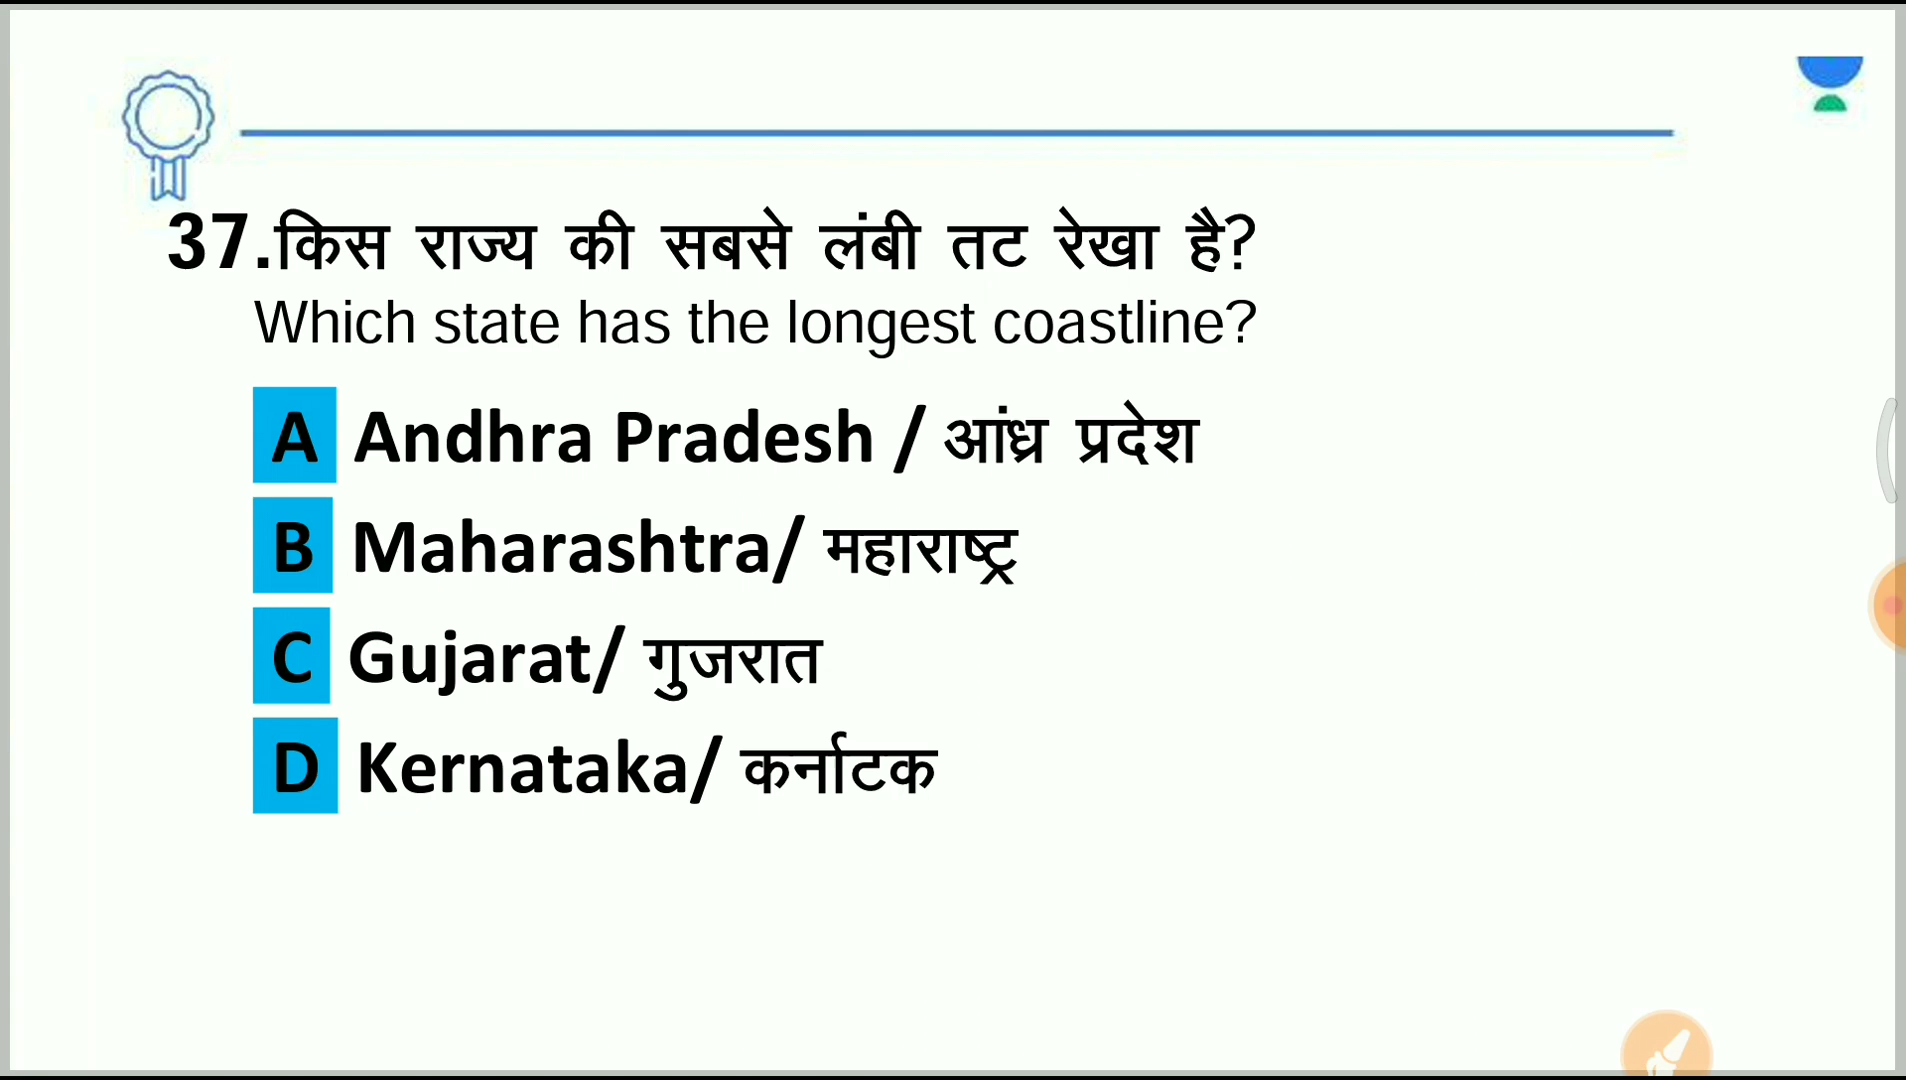 37.किस राज्य की सबसे लंबी तट रेखा है?
Which state has the longest coastline?
A Andhra Pradesh / आंध्र प्रदेश
B Maharashtra/ महाराष्ट्र
C Gujarat/ गुजरात
D Kernataka/ कर्नाटक